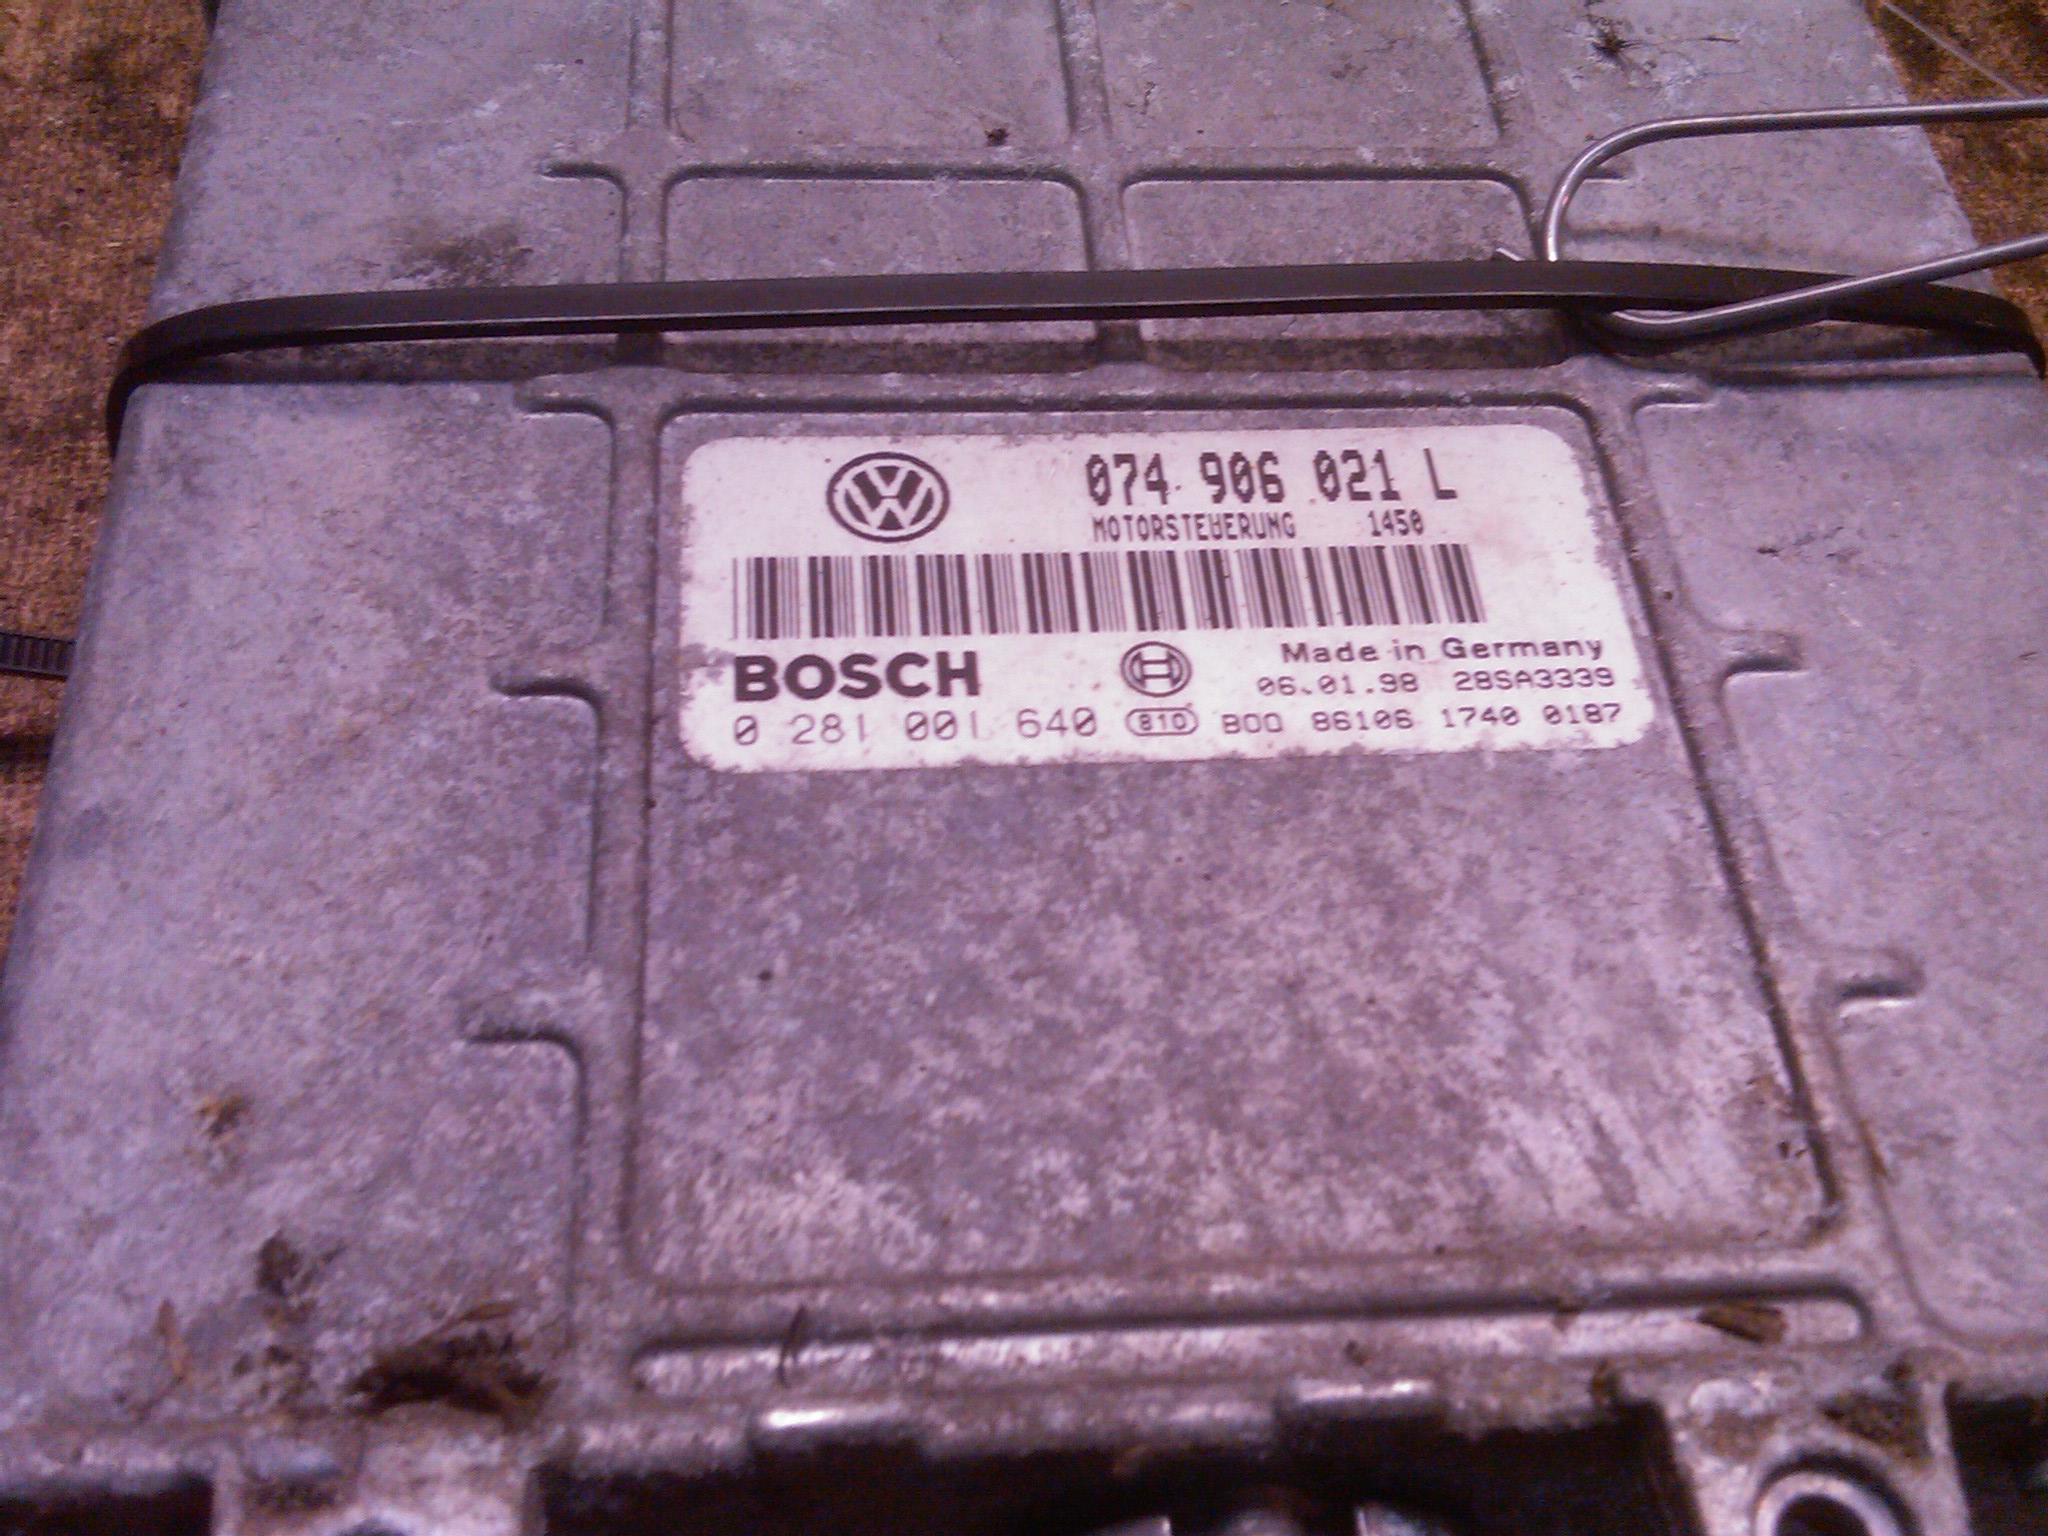 074 906 021 L
MOTORSTEUERUNG 1450
BOSCH
Made in Germany
06.01.98 28SA3339
0 281 001 640 810 B00 86106 1740 0187